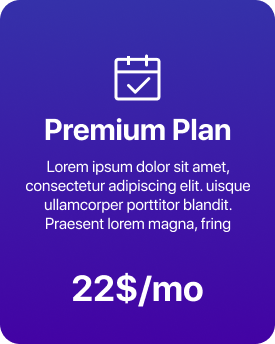 Premium Plan
Lorem ipsum dolor sit amet,
consectetur adipiscing elit. uisque
ullamcorper porttitor blandit.
Praesent lorem magna, fring
22$/mo